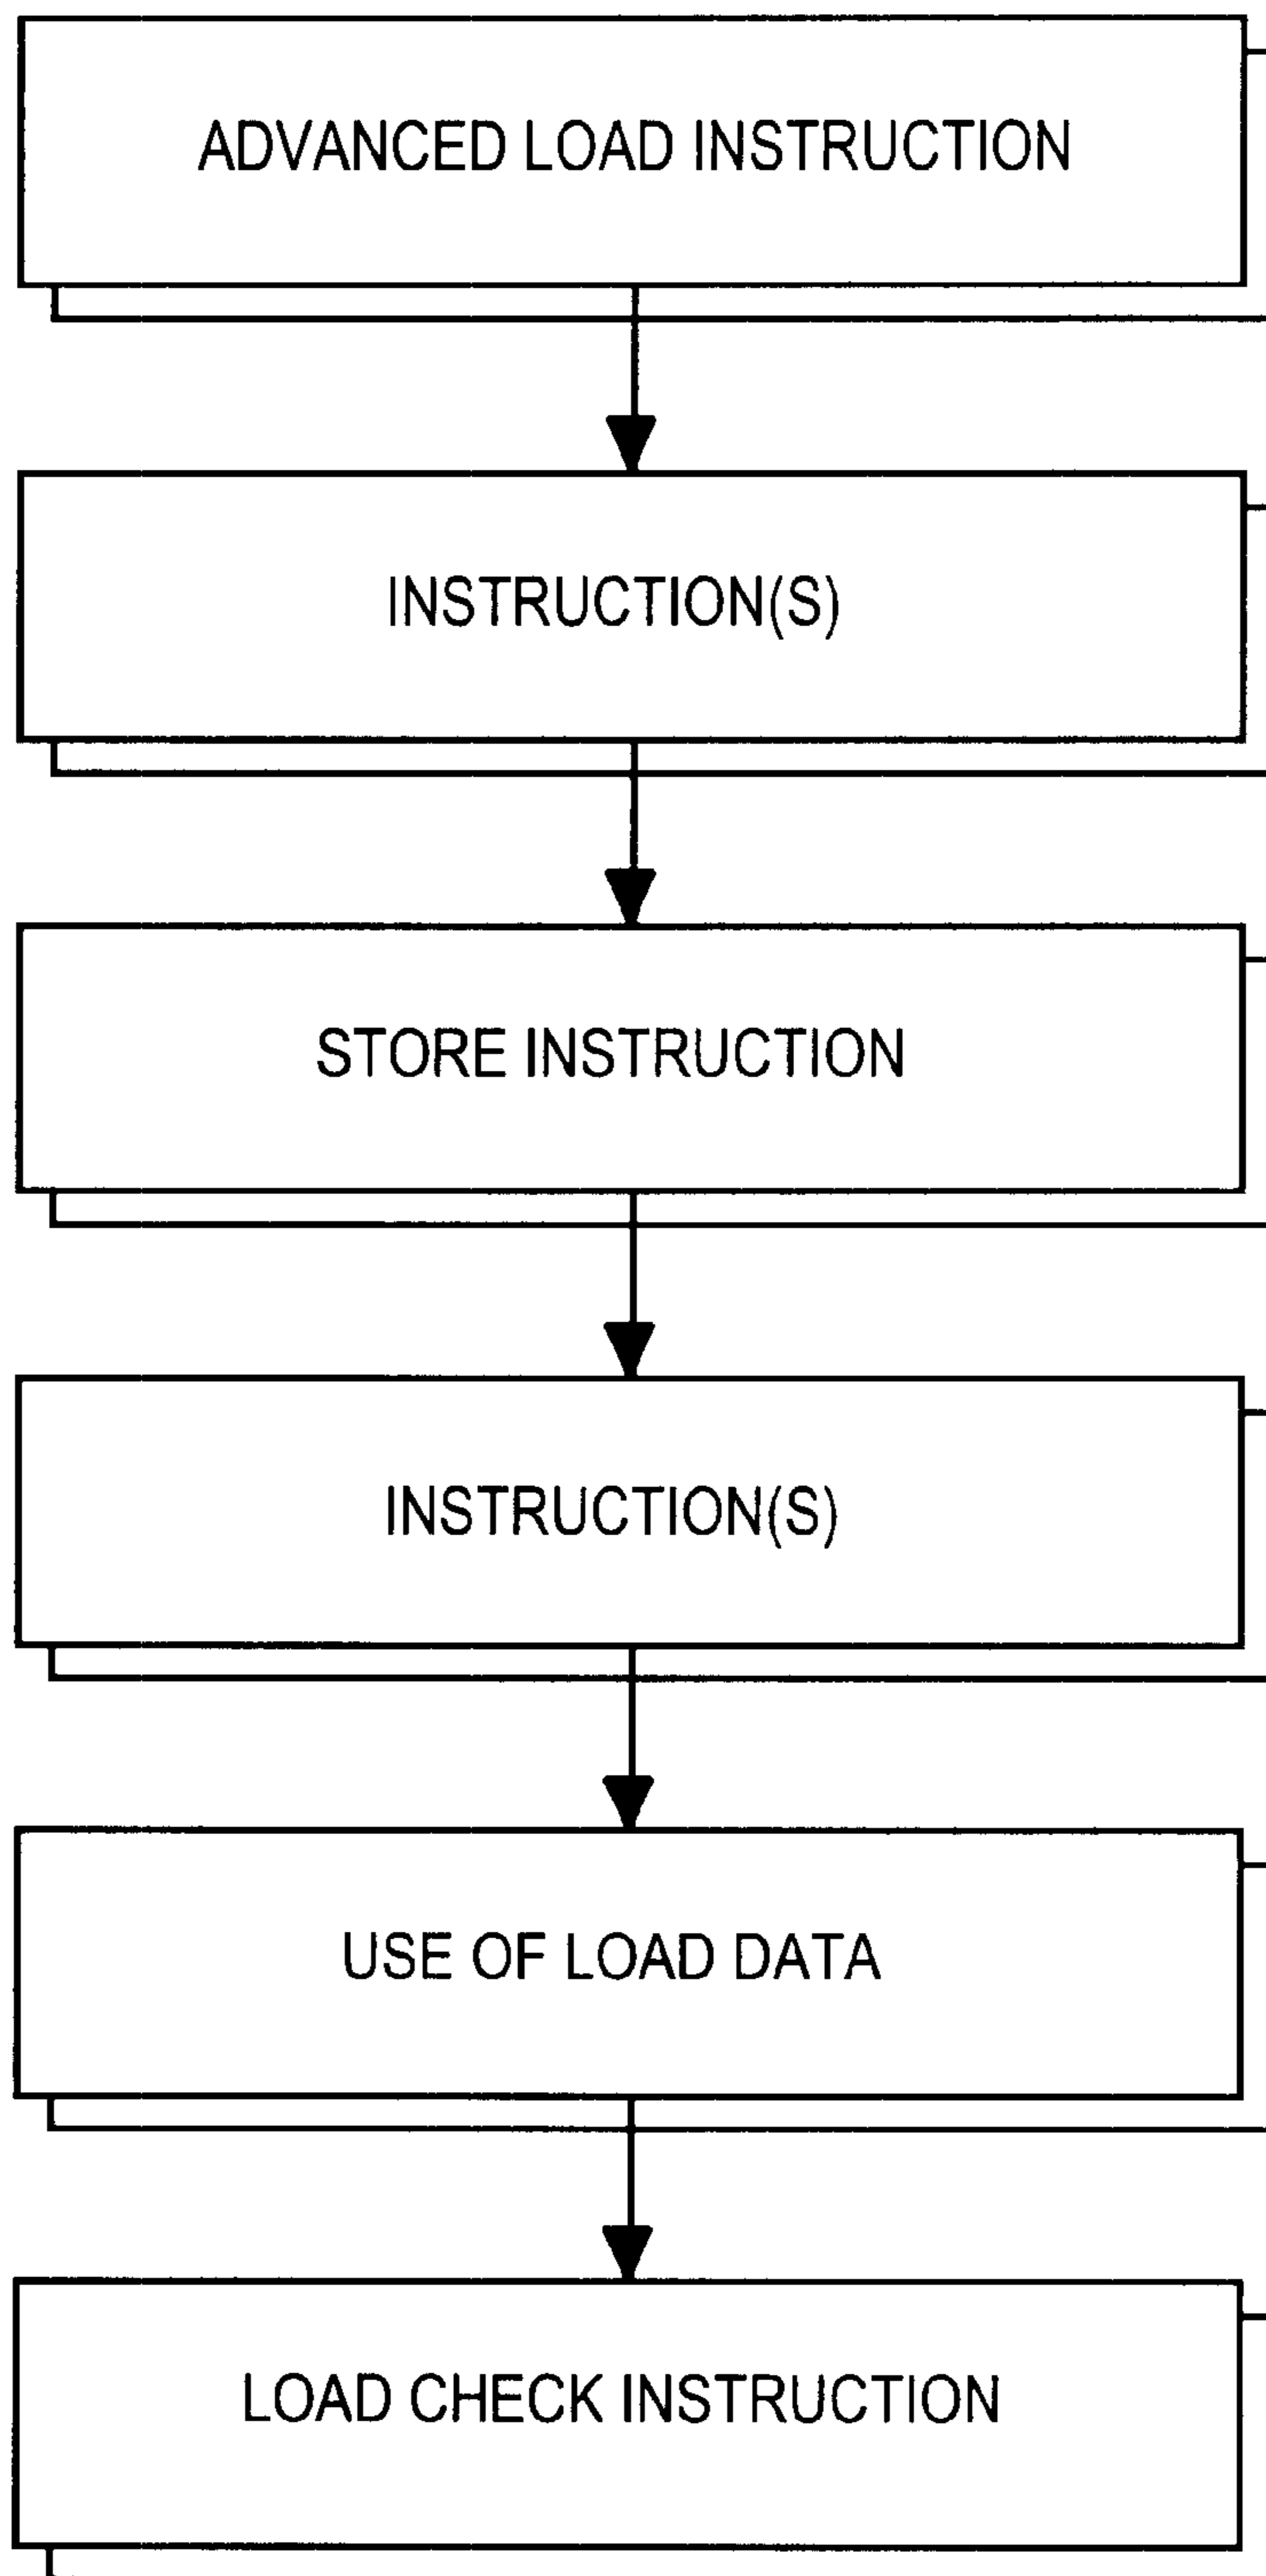 ADVANCED LOAD INSTRUCTION
INSTRUCTION(S)
STORE INSTRUCTION
INSTRUCTION(S)
USE OF LOAD DATA
LOAD CHECK INSTRUCTION